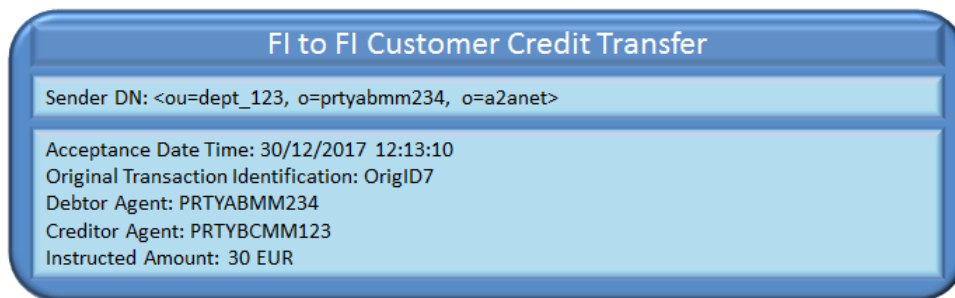 FI to FI Customer Credit Transfer
Sender DN: <ou=dept_123, o=prtyabmm234, o=a2anet>
Acceptance Date Time: 30/12/2017 12:13:10
Original Transaction Identification: OrigID7
Debtor Agent: PRTYABMM234
Creditor Agent: PRTYBCMM123
Instructed Amount: 30 EUR